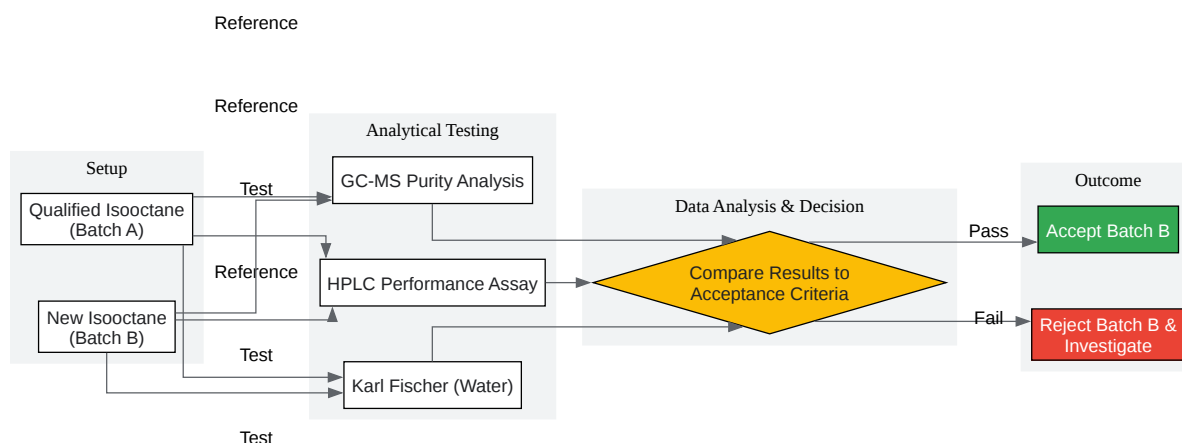 Reference
Reference
Analytical Testing
Setup
Test
GC-MS Purity Analysis
Outcome
Qualified Isooctane
(Batch A)
Data Analysis & Decision
Pass
Accept Batch B
Reference
HPLC Performance Assay
Compare Results to
Acceptance Criteria
New Isooctane
(Batch B)
Fail
Reject Batch B &
Investigate
Test
Karl Fischer (Water)
Test